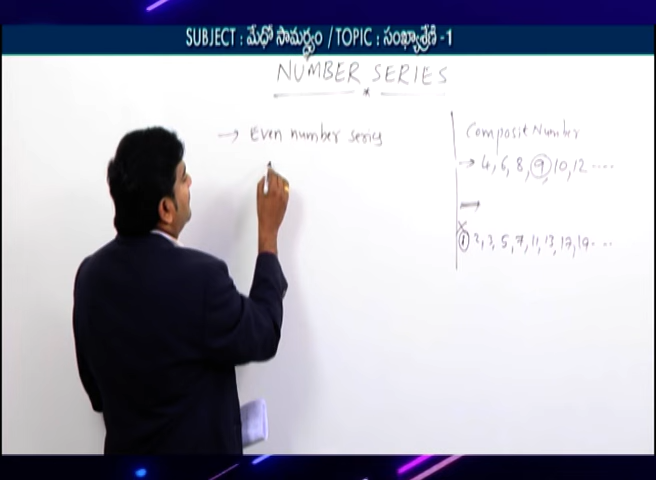 SUBJECT : మేధో సామర్థ్యం / TOPIC : సంఖ్యాశ్రేణి -1
NUMBER SERIES
→ Even number series
Composit Number
→ 4, 6, 8, 9, 10, 12 ....
→
x
1 2, 3, 5, 7, 11, 13, 17, 19- ...